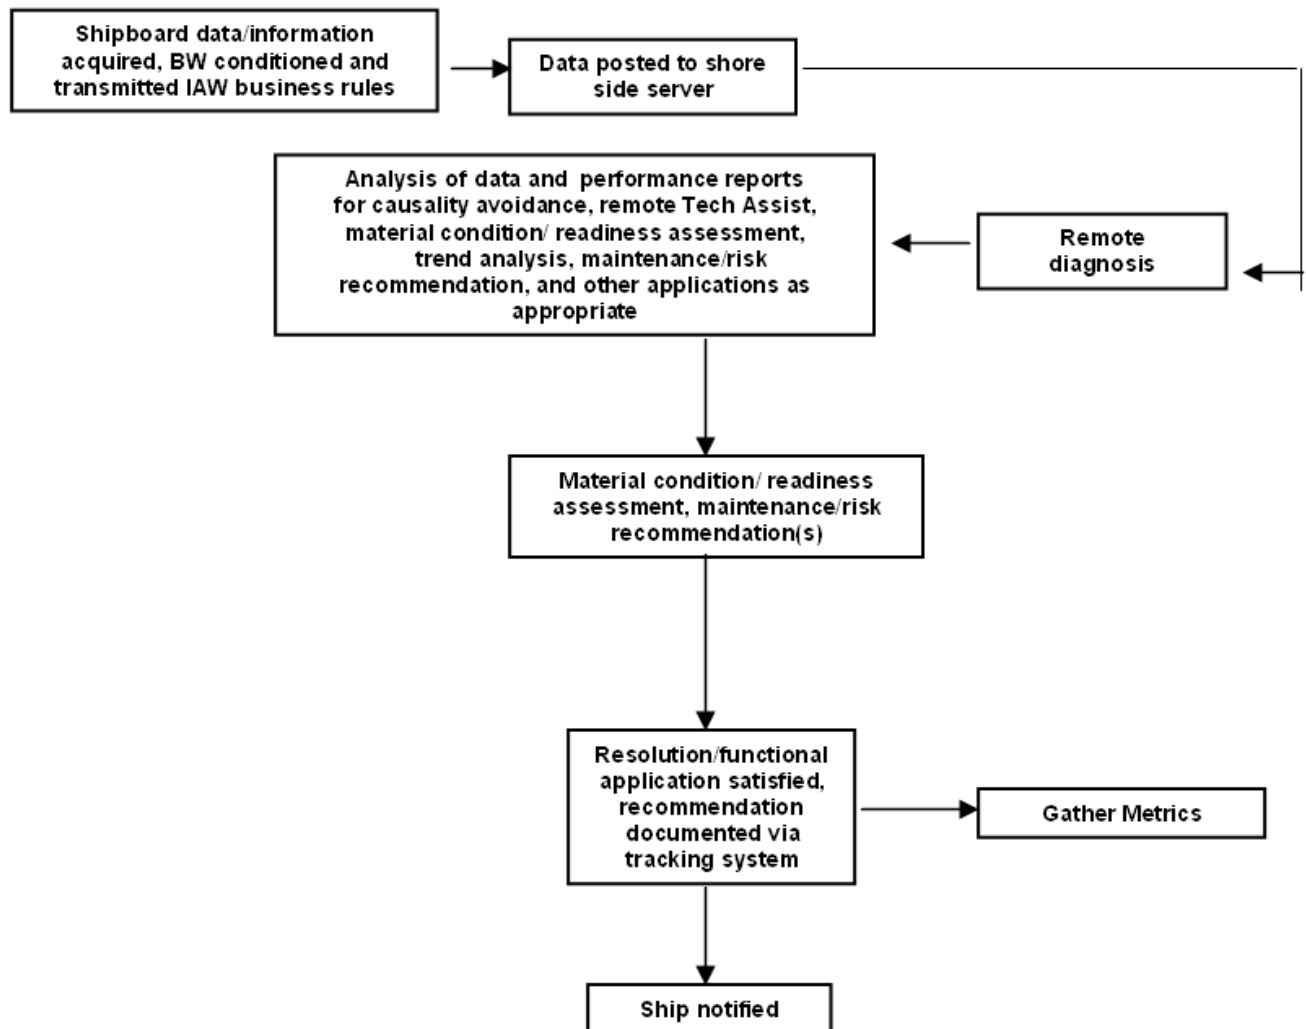 Shipboard data/information
acquired, BW conditioned and
transmitted IAW business rules
Data posted to shore
side server
Remote
diagnosis
Analysis of data and performance reports
for causality avoidance, remote Tech Assist,
material condition/ readiness assessment,
trend analysis, maintenance/risk
recommendation, and other applications as
appropriate
Material condition/ readiness
assessment, maintenance/risk
recommendation(s)
Resolution/functional
application satisfied,
recommendation
documented via
tracking system
Gather Metrics
Ship notified